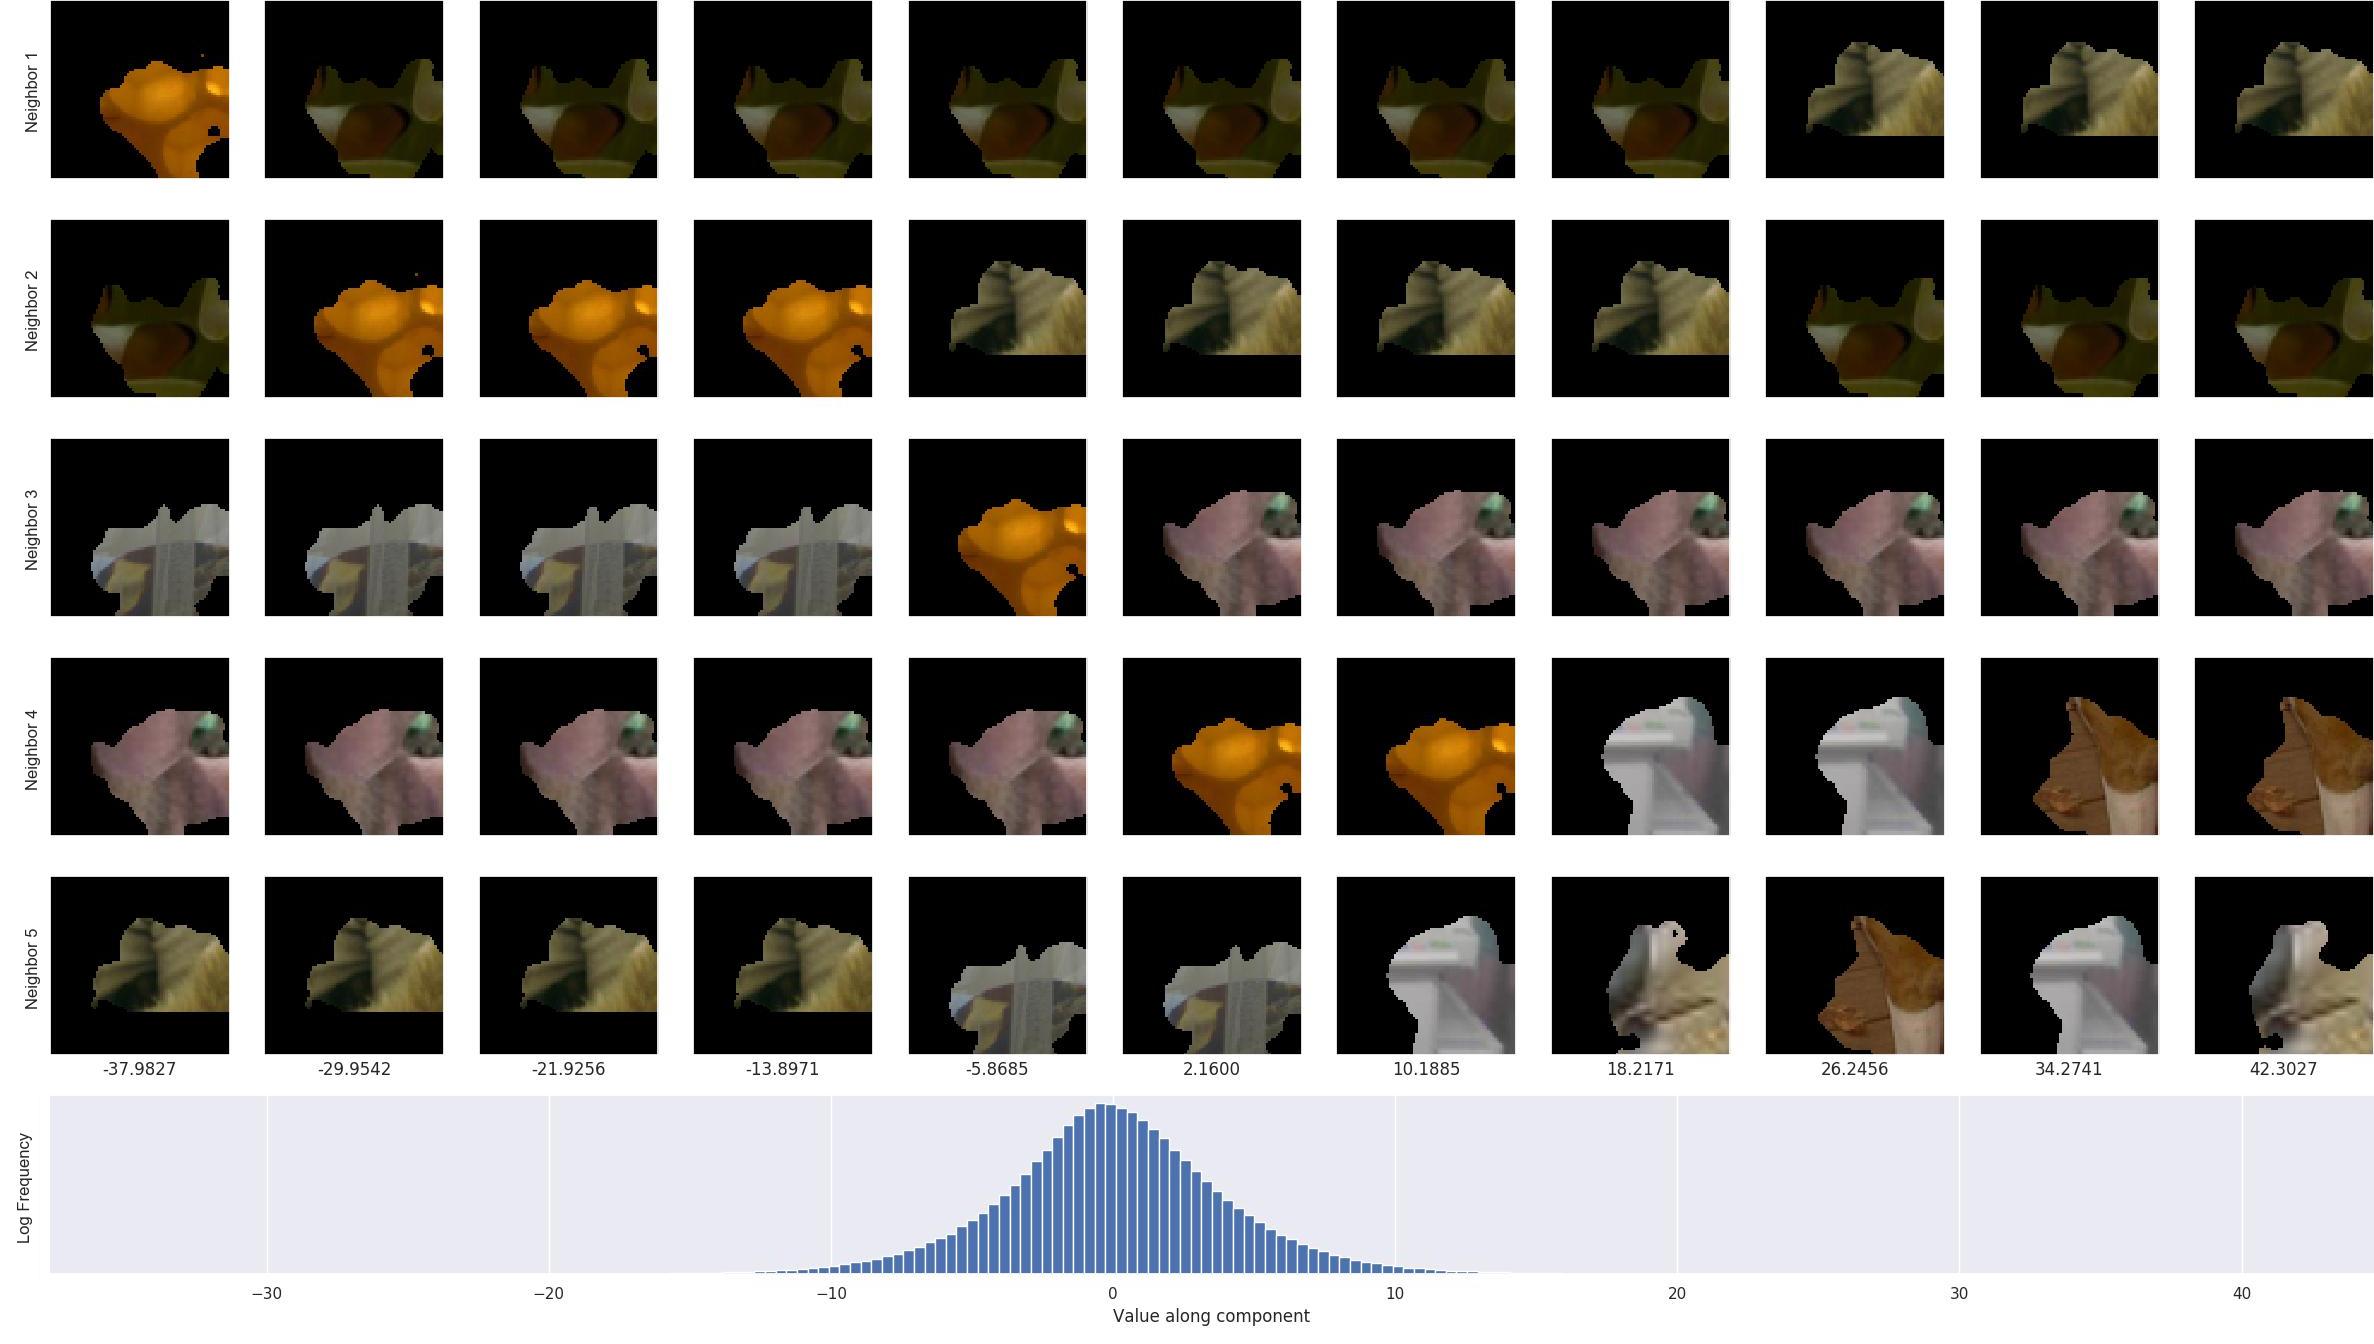 Neighbor 1
Neighbor 2
Neighbor 3
Neighbor 4
Neighbor 5
-37.9827 -29.9542 -21.9256 -13.8971 -5.8685 2.1600 10.1885 18.2171 26.2456 34.2741 42.3027
Log Frequency
−30 −20 −10 0 10 20 30 40
Value along component